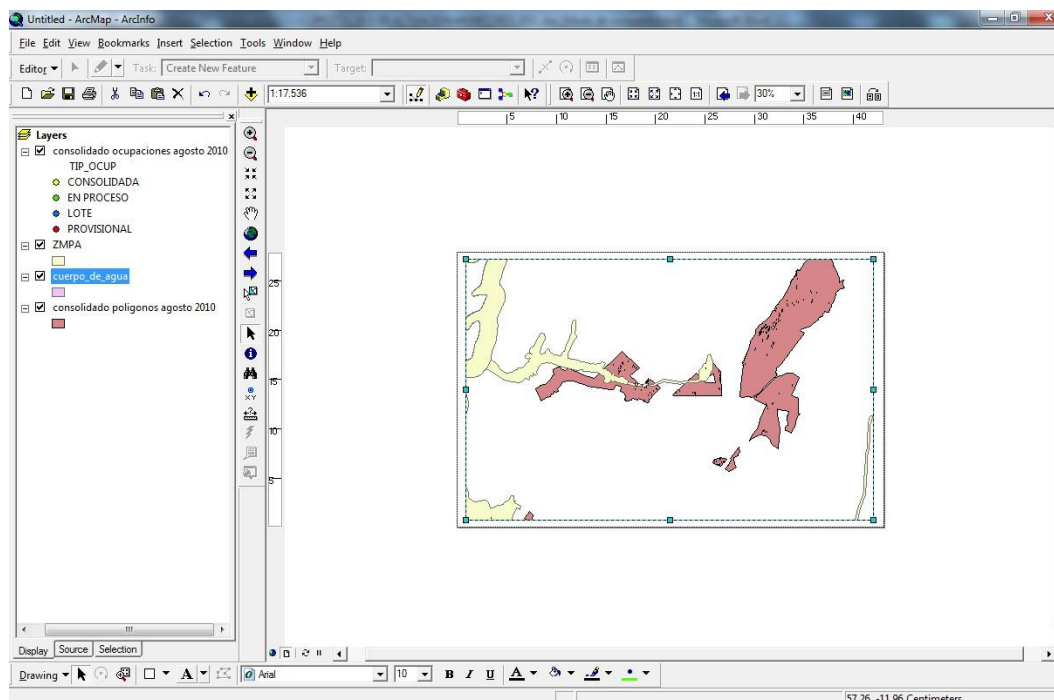 Untitled - ArcMap - ArcInfo
File Edit View Bookmarks Insert Selection Tools Window Help
Editor Task: Create New Feature Target:
1:17.536 30%
5 10 15 20 25 30 35 40
Layers
consolidado ocupaciones agosto 2010
TIP_OCUP
CONSOLIDADA
EN PROCESO
LOTE
PROVISIONAL
ZMPA
cuerpo_de_agua
consolidado poligonos agosto 2010
XY
25
20
15
10
5
Display Source Selection
Drawing A Arial 10 B I U A
57,26 -11,96 Centimeters